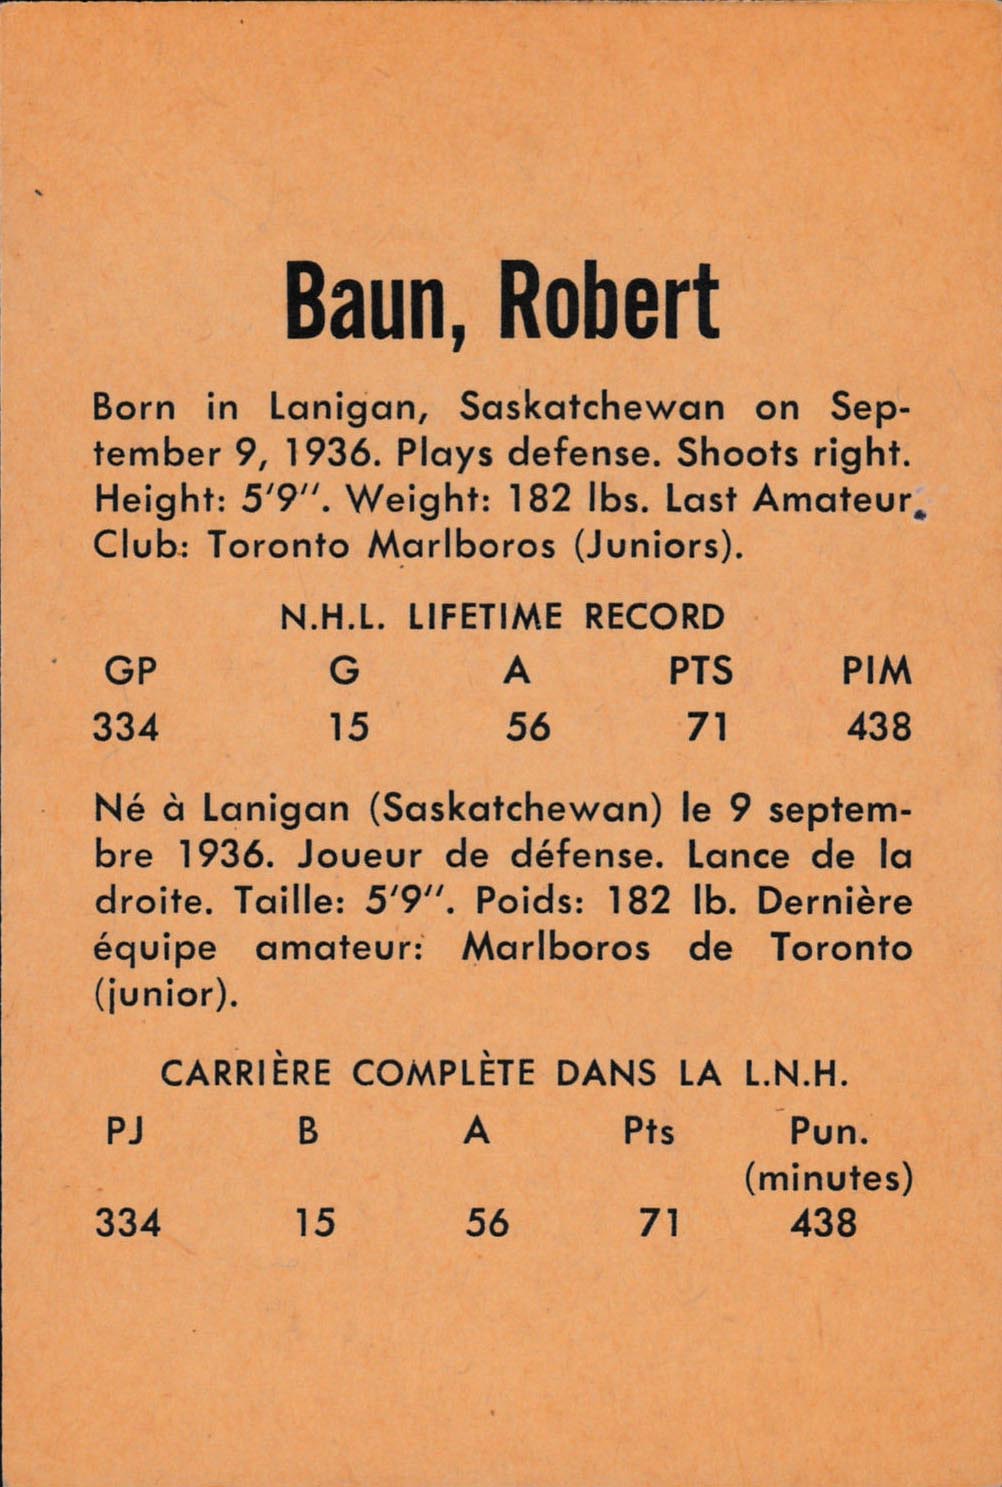 Baun, Robert
Born in Lanigan, Saskatchewan on Sep-
tember 9, 1936. Plays defense. Shoots right.
Height: 5'9". Weight: 182 lbs. Last Amateur
Club: Toronto Marlboros (Juniors).
N.H.L. LIFETIME RECORD
GP G A PTS PIM
334 15 56 71 438
Né à Lanigan (Saskatchewan) le 9 septem-
bre 1936. Joueur de défense. Lance de la
droite. Taille: 5'9". Poids: 182 lb. Dernière
équipe amateur: Marlboros de Toronto
(junior).
CARRIÈRE COMPLÈTE DANS LA L.N.H.
PJ B A Pts Pun.
(minutes)
334 15 56 71 438